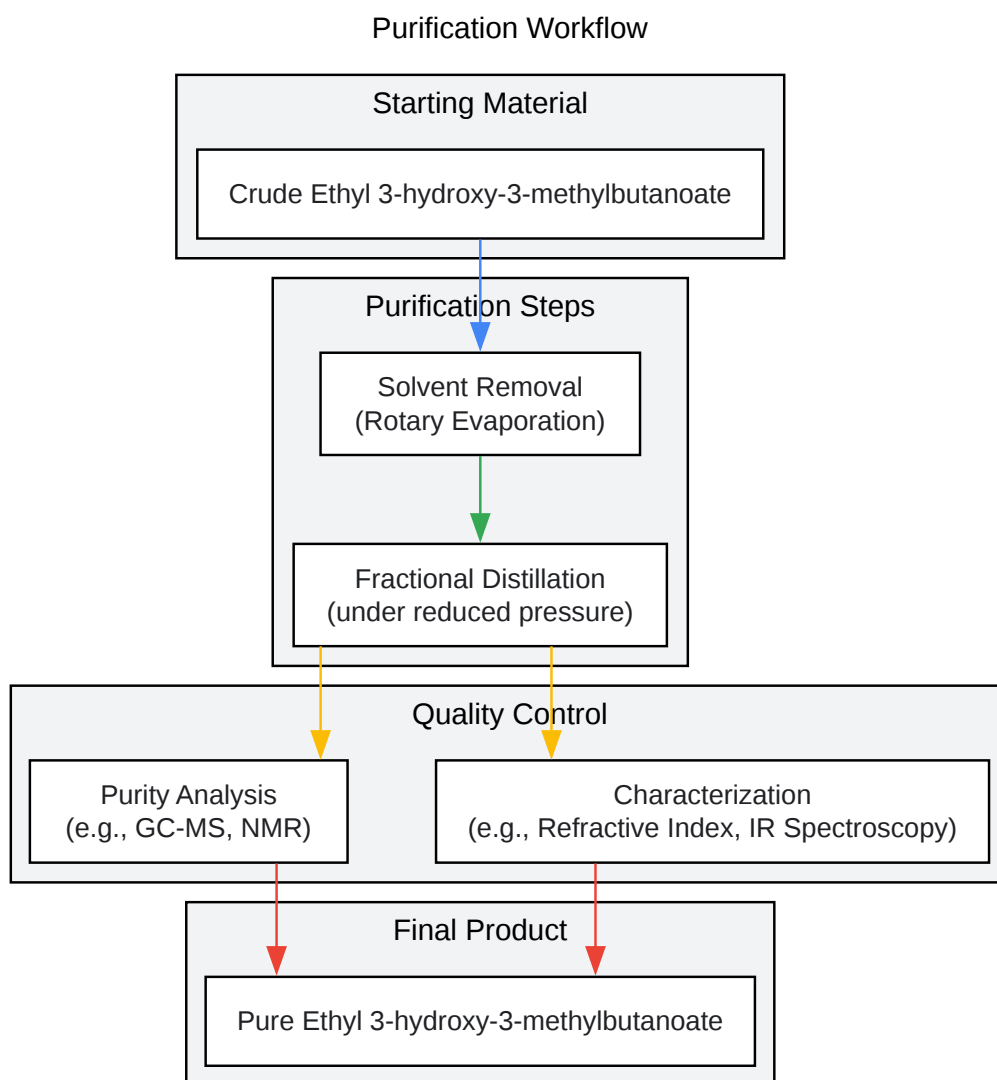 Purification Workflow
Starting Material
Crude Ethyl 3-hydroxy-3-methylbutanoate
Purification Steps
Solvent Removal
(Rotary Evaporation)
Fractional Distillation
(under reduced pressure)
Quality Control
Purity Analysis
(e.g., GC-MS, NMR)
Characterization
(e.g., Refractive Index, IR Spectroscopy)
Final Product
Pure Ethyl 3-hydroxy-3-methylbutanoate